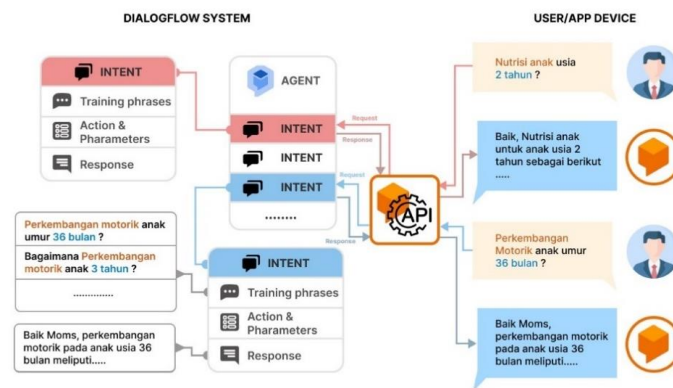 DIALOGFLOW SYSTEM
USER/APP DEVICE
INTENT
Training phrases
Action &
Pharameters
Response
AGENT
INTENT
INTENT
INTENT
........
Request
Response
Request
Response
API
Nutrisi anak usia
2 tahun ?
Baik, Nutrisi anak
untuk anak usia 2
tahun sebagai berikut
.....
Perkembangan
Motorik anak umur
36 bulan ?
Baik Moms,
perkembangan motorik
pada anak usia 36
bulan meliputi.....
Perkembangan motorik anak
umur 36 bulan ?
Bagaimana Perkembangan
motorik anak 3 tahun ?
..............
Baik Moms, perkembangan
motorik pada anak usia 36
bulan meliputi.....
INTENT
Training phrases
Action &
Pharameters
Response